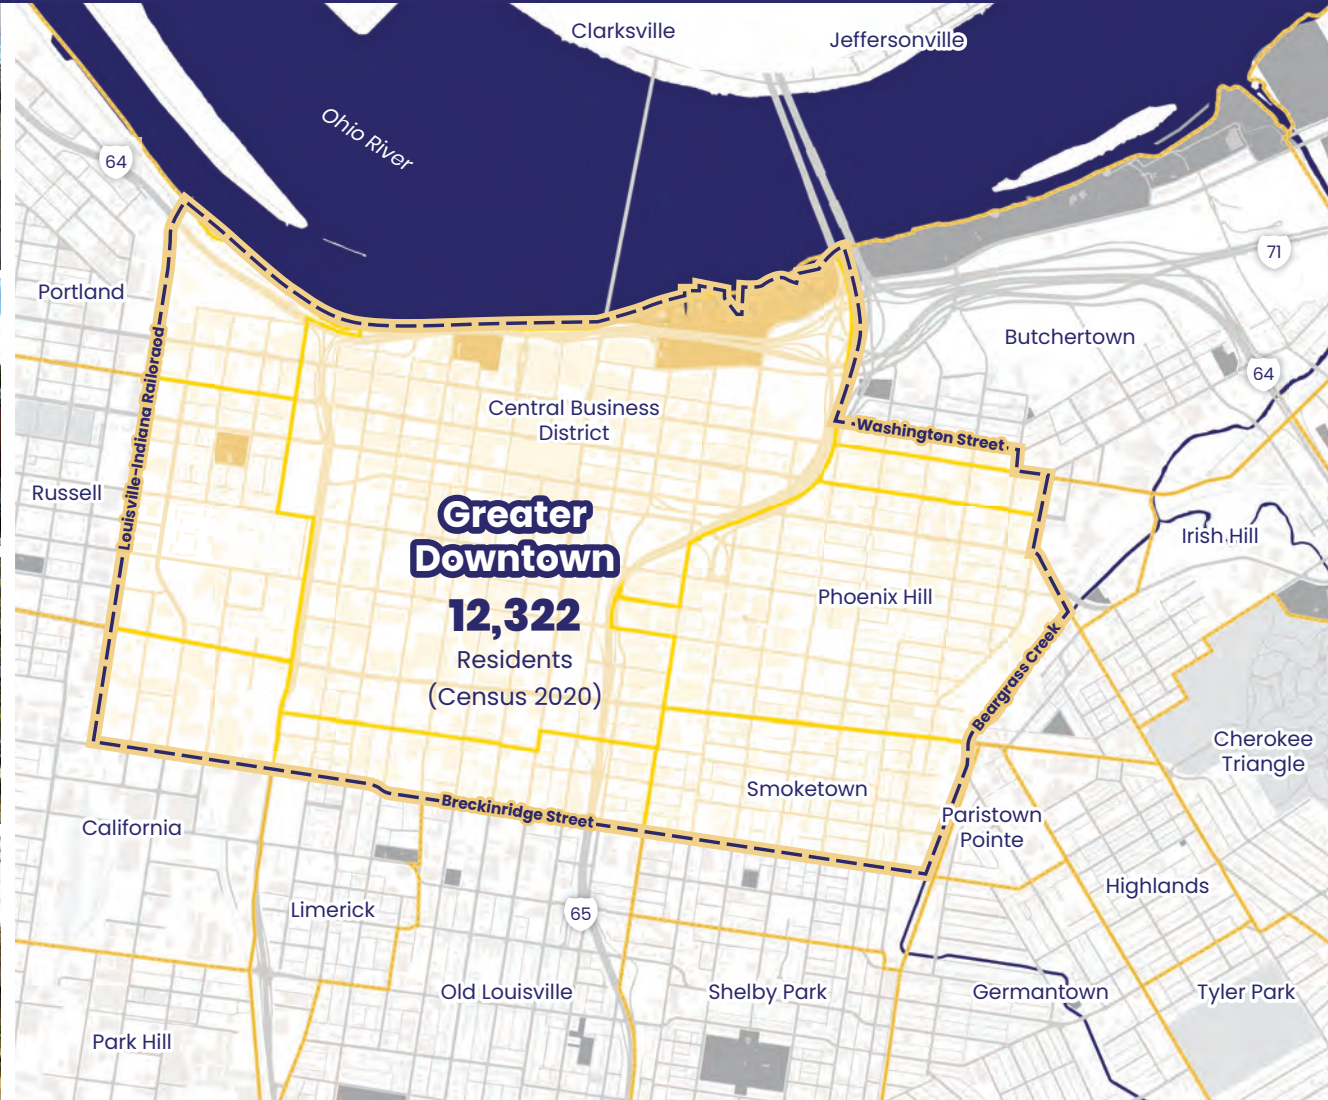 Clarksville
Jeffersonville
Ohio River
64
Portland
71
Butchertown
64
Louisville-Indiana Railoraod
Central Business
District
Washington Street
Russell
Greater
Downtown
12,322
Residents
(Census 2020)
Irish Hill
Phoenix Hill
Beargrass Creek
Cherokee
Triangle
Smoketown
Breckinridge Street
Paristown
Pointe
California
Highlands
Limerick
65
Old Louisville
Shelby Park
Germantown
Tyler Park
Park Hill